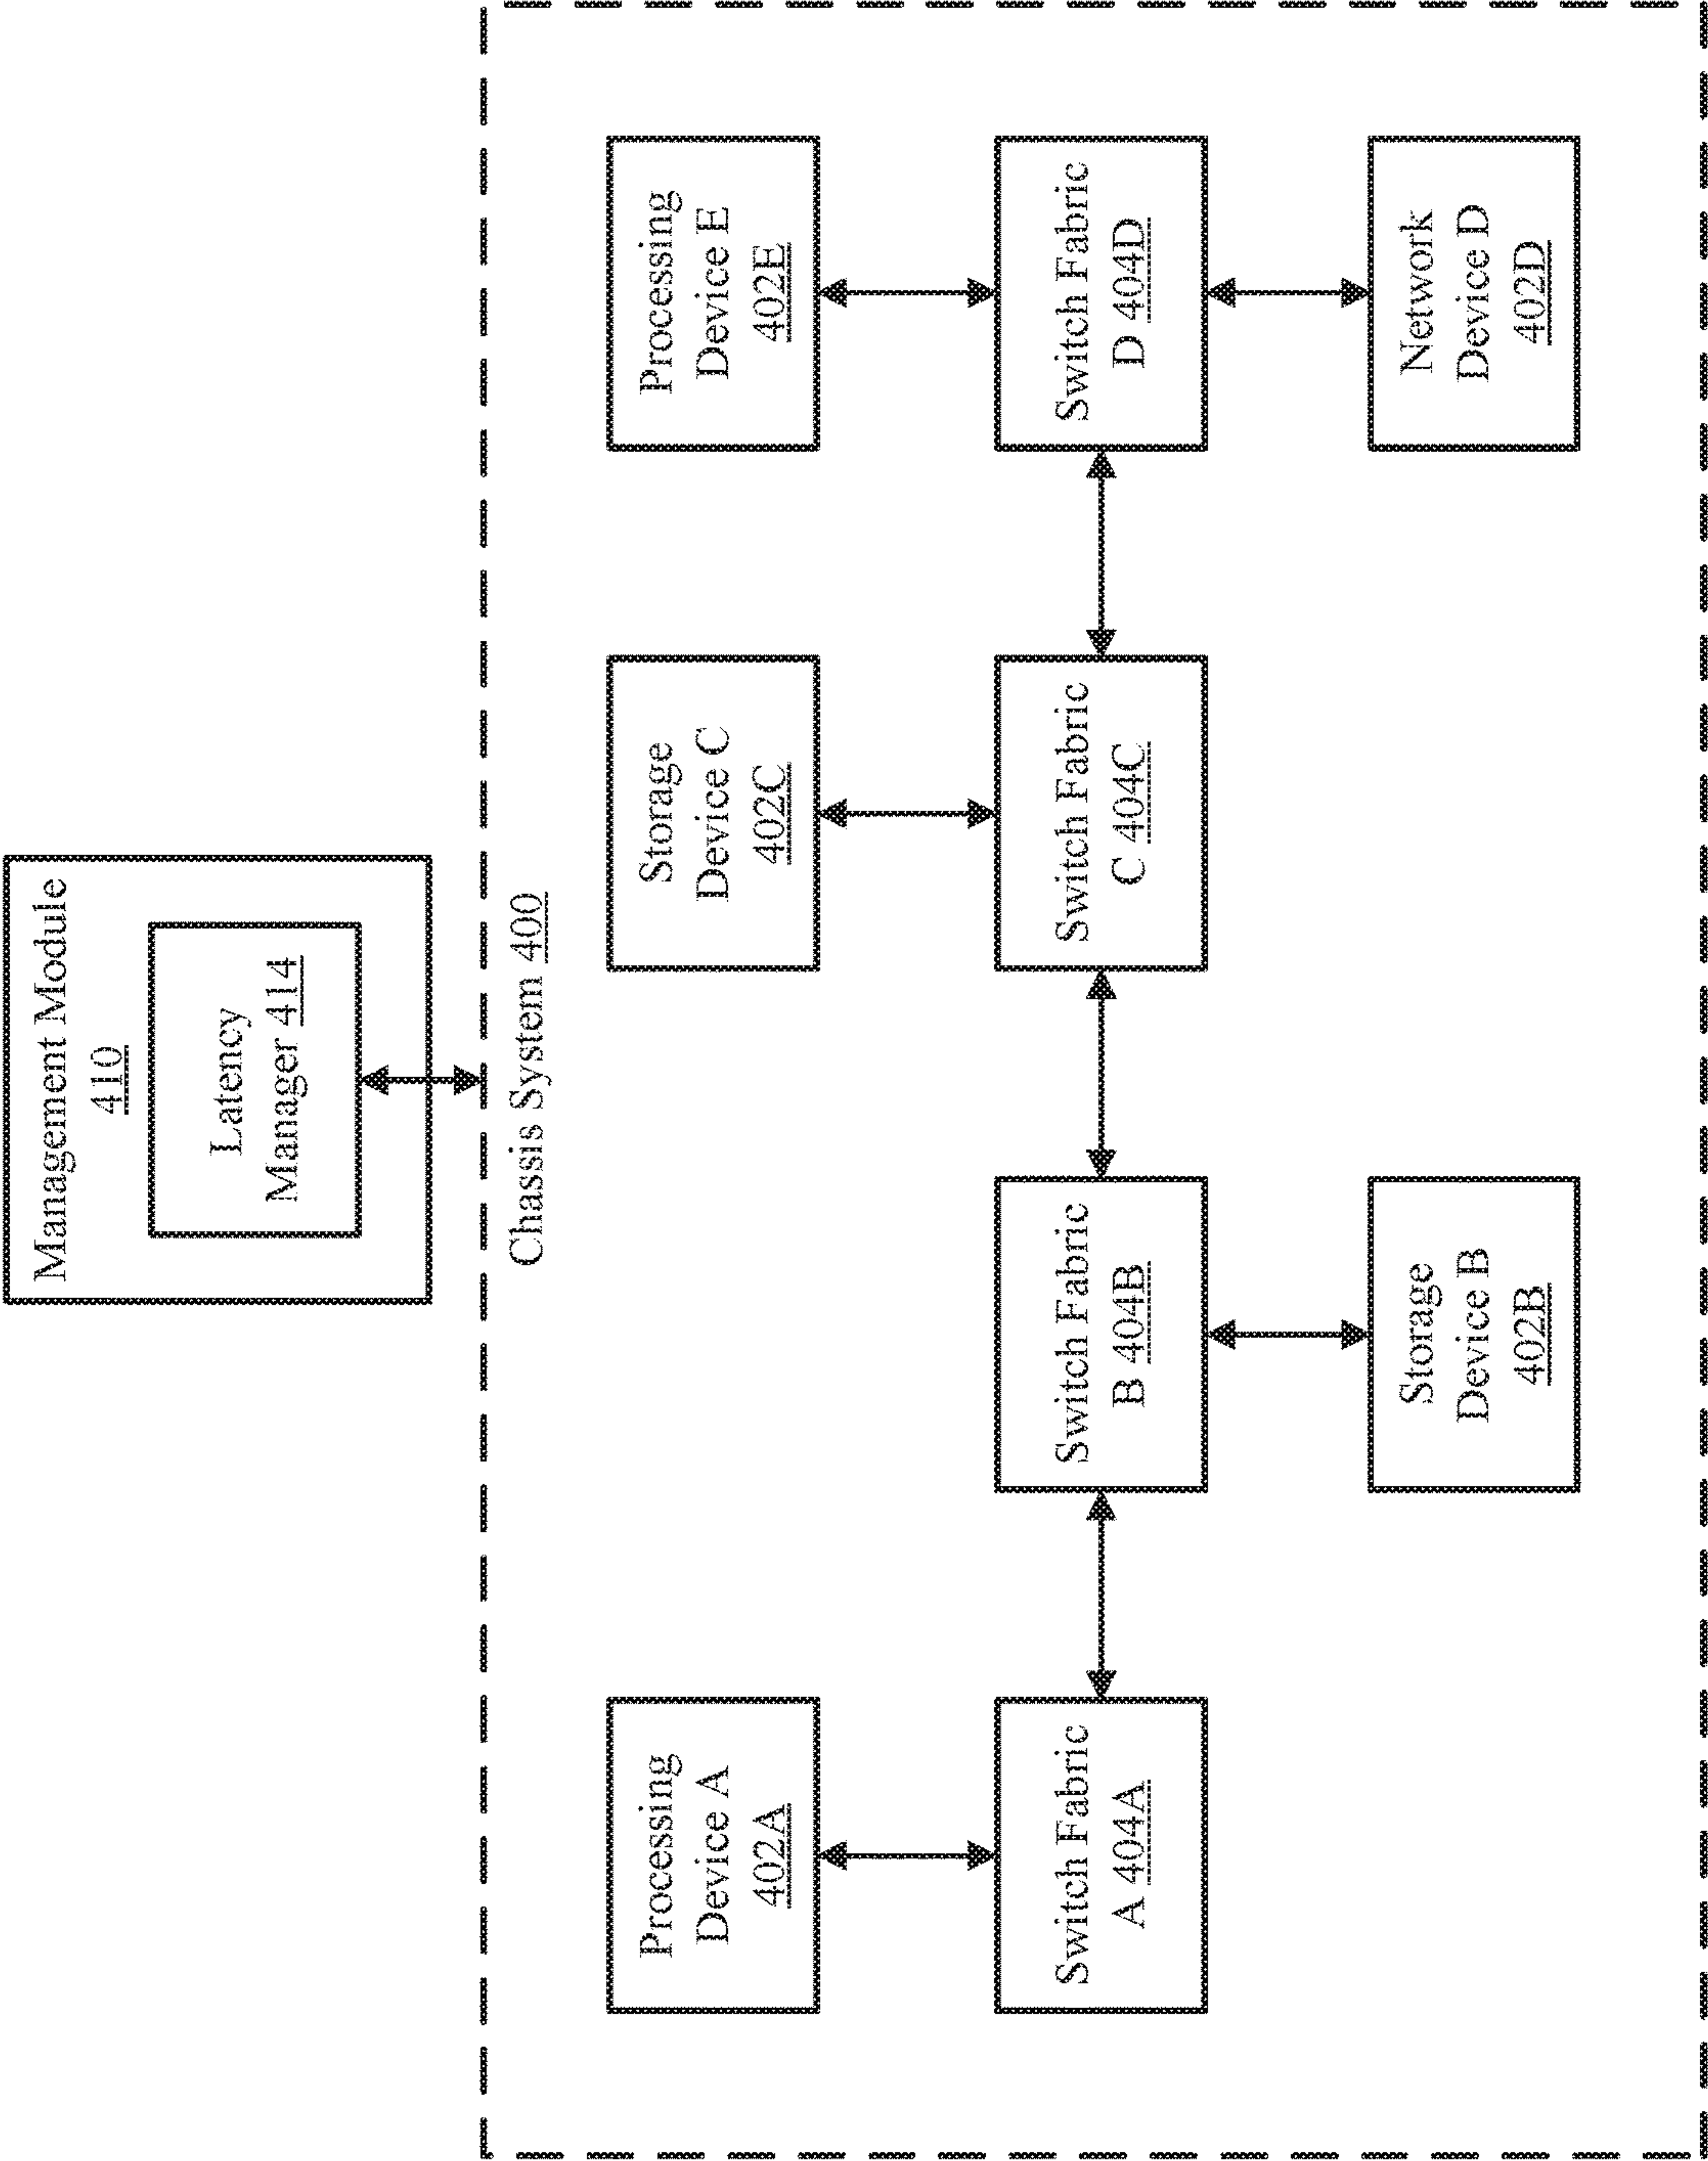 Management Module
410
Latency
Manager 414
Chassis System 400
Processing
Device A
402A
Storage
Device C
402C
Processing
Device E
402E
Switch Fabric
A 404A
Switch Fabric
B 404B
Switch Fabric
C 404C
Switch Fabric
D 404D
Storage
Device B
402B
Network
Device D
402D